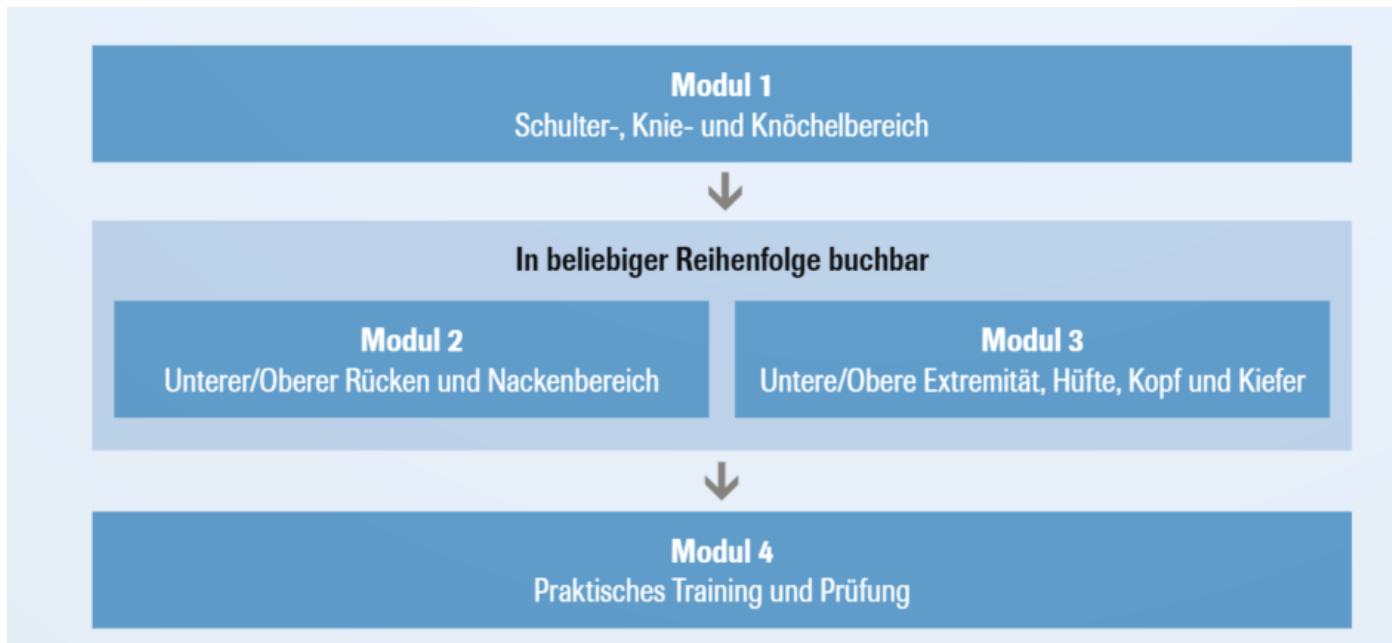 Modul 1
Schulter-, Knie- und Knöchelbereich
In beliebiger Reihenfolge buchbar
Modul 2
Unterer/Oberer Rücken und Nackenbereich
Modul 3
Untere/Obere Extremität, Hüfte, Kopf und Kiefer
Modul 4
Praktisches Training und Prüfung